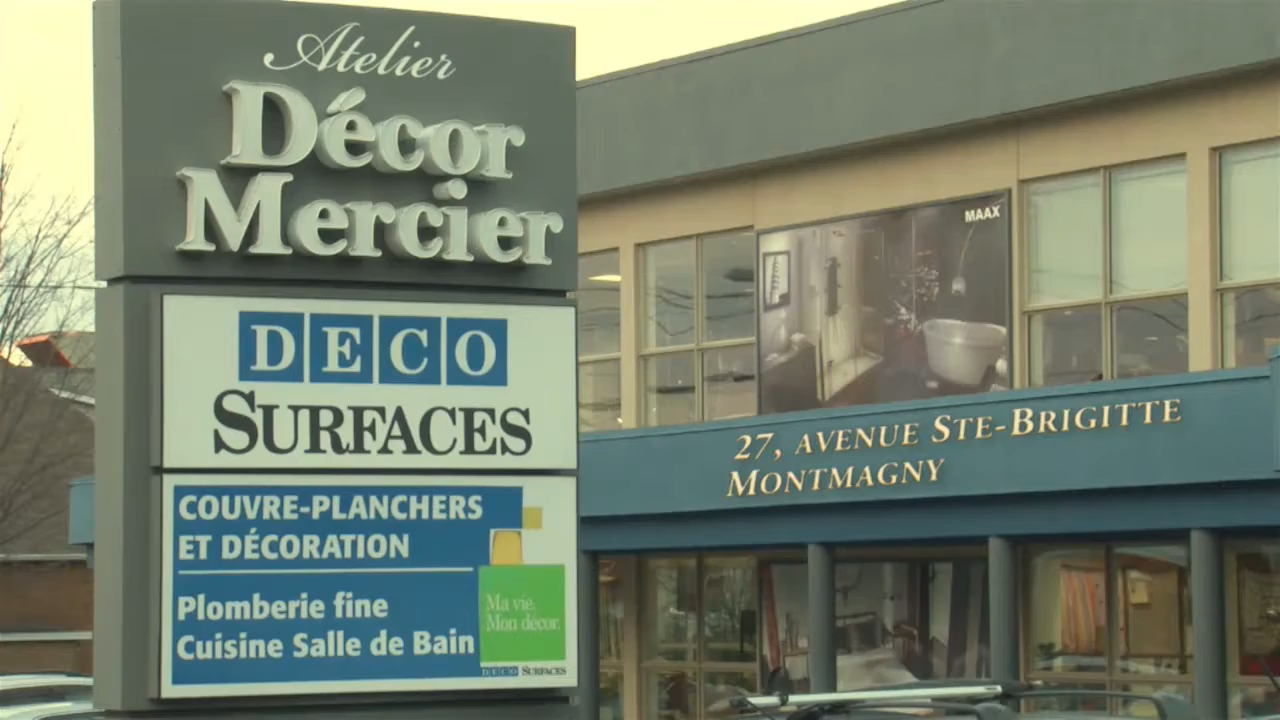 Atelier
Décor
Mercier
DECO
SURFACES
COUVRE-PLANCHERS
ET DÉCORATION
Plomberie fine
Cuisine Salle de Bain
Ma vie.
Mon décor.
DECO SURFACES
MAAX
27, AVENUE STE-BRIGITTE
MONTMAGNY